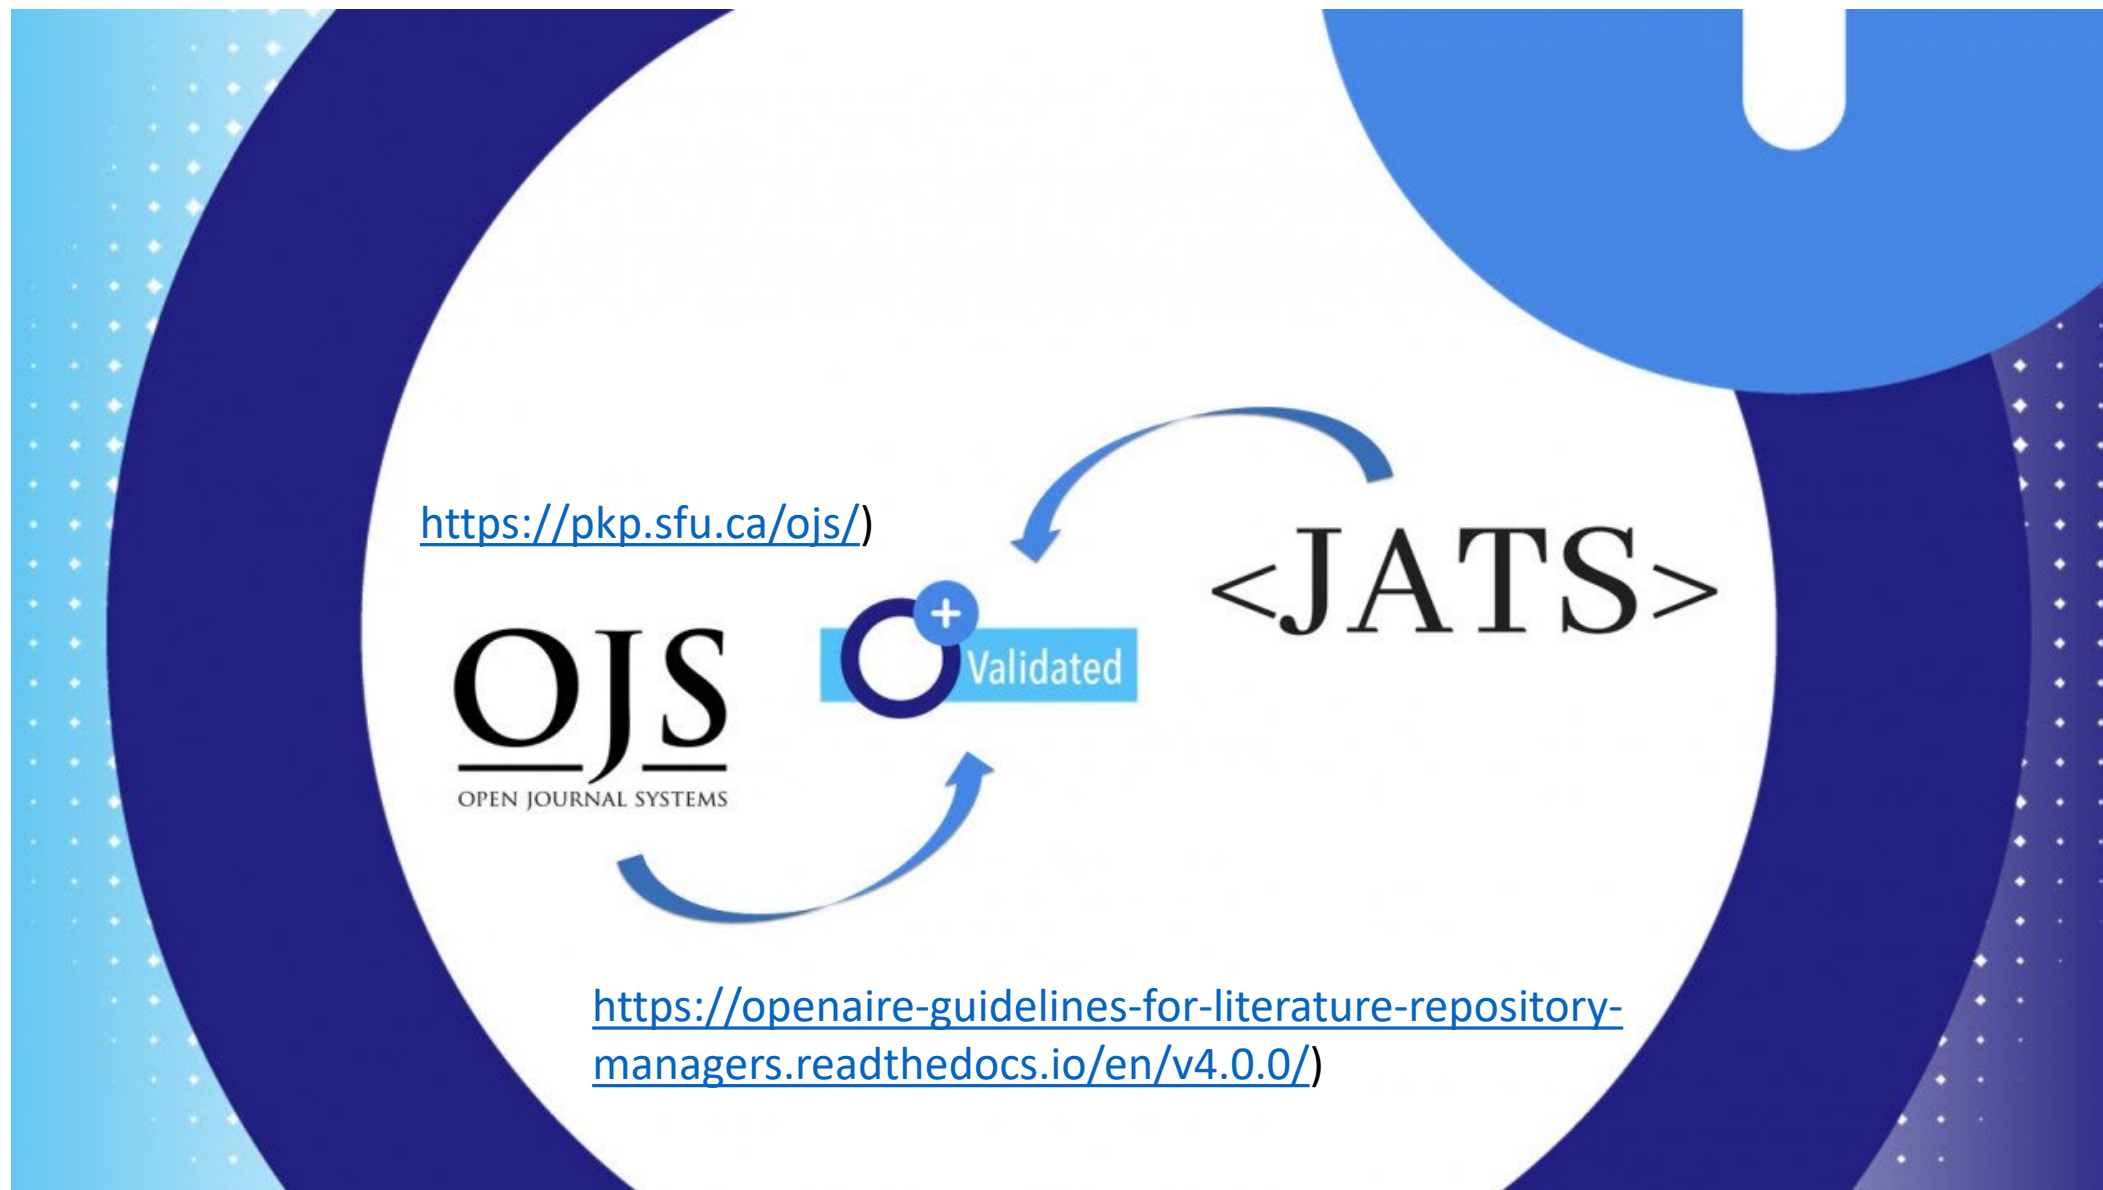 https://pkp.sfu.ca/ojs/)
<JATS>
+
Validated
OJS
OPEN JOURNAL SYSTEMS
https://openaire-guidelines-for-literature-repository-
managers.readthedocs.io/en/v4.0.0/)